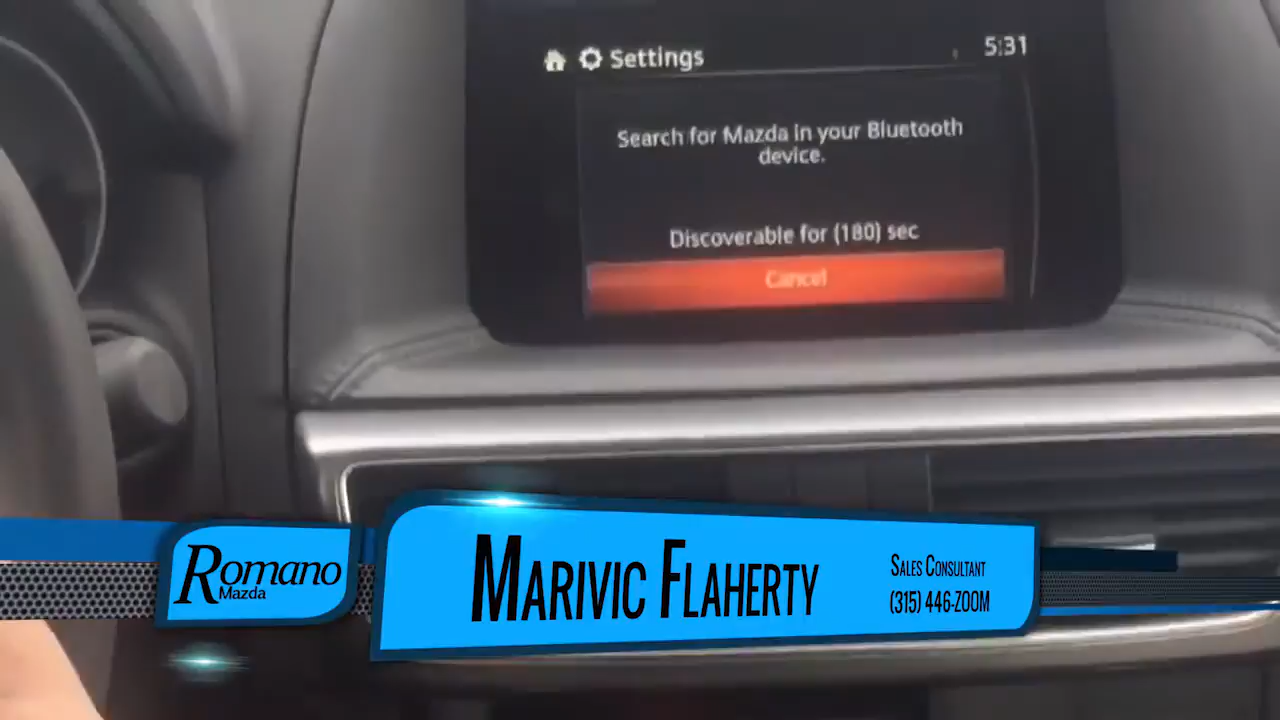 Settings
5:31
Search for Mazda in your Bluetooth
device.
Discoverable for (180) sec
Cancel
Romano
Mazda
Marivic Flaherty
Sales Consultant
(315) 446-ZOOM